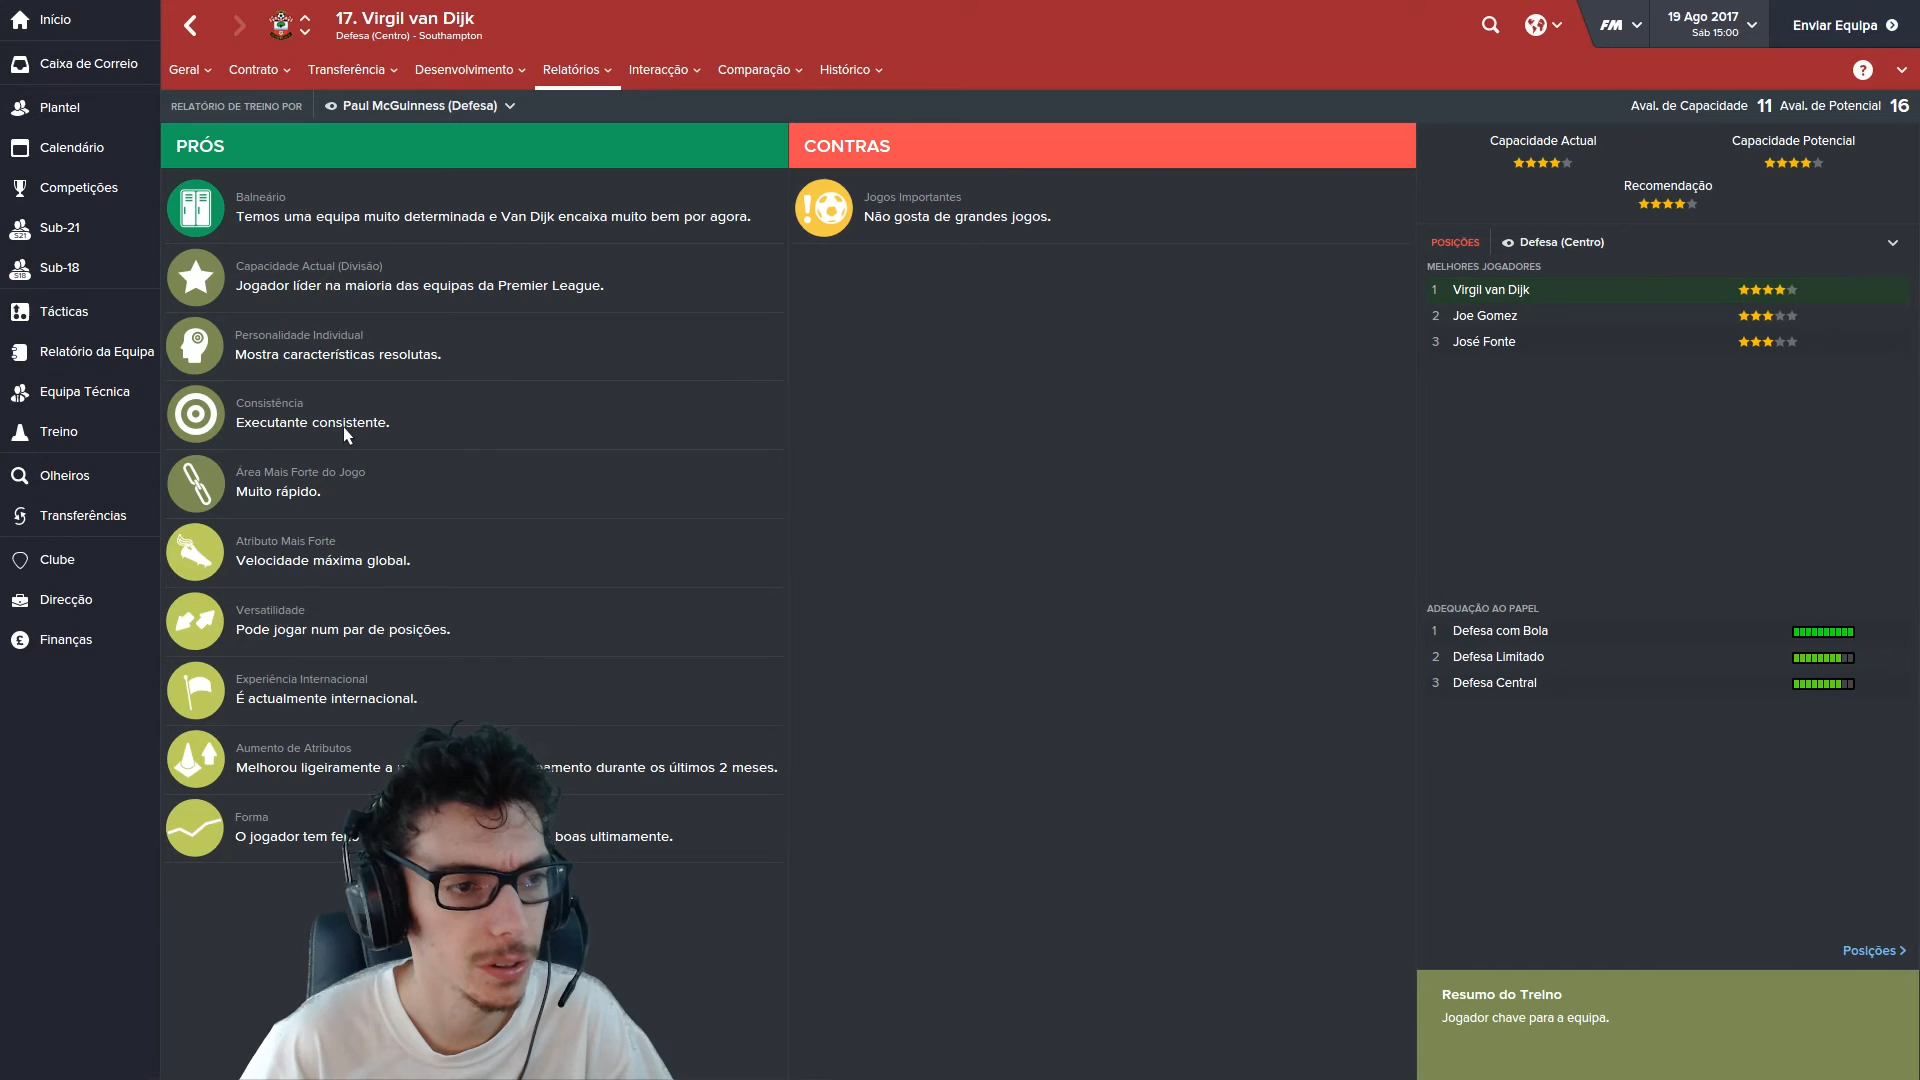 Início
Caixa de Correio
Plantel
Calendário
Competições
S21
Sub-21
S18
Sub-18
Tácticas
Relatório da Equipa
Equipa Técnica
Treino
Olheiros
Transferências
Clube
Direcção
Finanças
17. Virgil van Dijk
Defesa (Centro) - Southampton
FM
19 Ago 2017
Sáb 15:00
Enviar Equipa
Geral
Contrato
Transferência
Desenvolvimento
Relatórios
Interacção
Comparação
Histórico
?
RELATÓRIO DE TREINO POR
Paul McGuinness (Defesa)
Aval. de Capacidade 11 Aval. de Potencial 16
PRÓS
Balneário
Temos uma equipa muito determinada e Van Dijk encaixa muito bem por agora.
Capacidade Actual (Divisão)
Jogador líder na maioria das equipas da Premier League.
Personalidade Individual
Mostra características resolutas.
Consistência
Executante consistente.
Área Mais Forte do Jogo
Muito rápido.
Atributo Mais Forte
Velocidade máxima global.
Versatilidade
Pode jogar num par de posições.
Experiência Internacional
É actualmente internacional.
Aumento de Atributos
Melhorou ligeiramente a durante os últimos 2 meses.
Forma
O jogador tem boas ultimamente.
CONTRAS
Jogos Importantes
Não gosta de grandes jogos.
Capacidade Actual
Capacidade Potencial
Recomendação
POSIÇÕES
Defesa (Centro)
MELHORES JOGADORES
1 Virgil van Dijk
2 Joe Gomez
3 José Fonte
ADEQUAÇÃO AO PAPEL
1 Defesa com Bola
2 Defesa Limitado
3 Defesa Central
Posições >
Resumo do Treino
Jogador chave para a equipa.